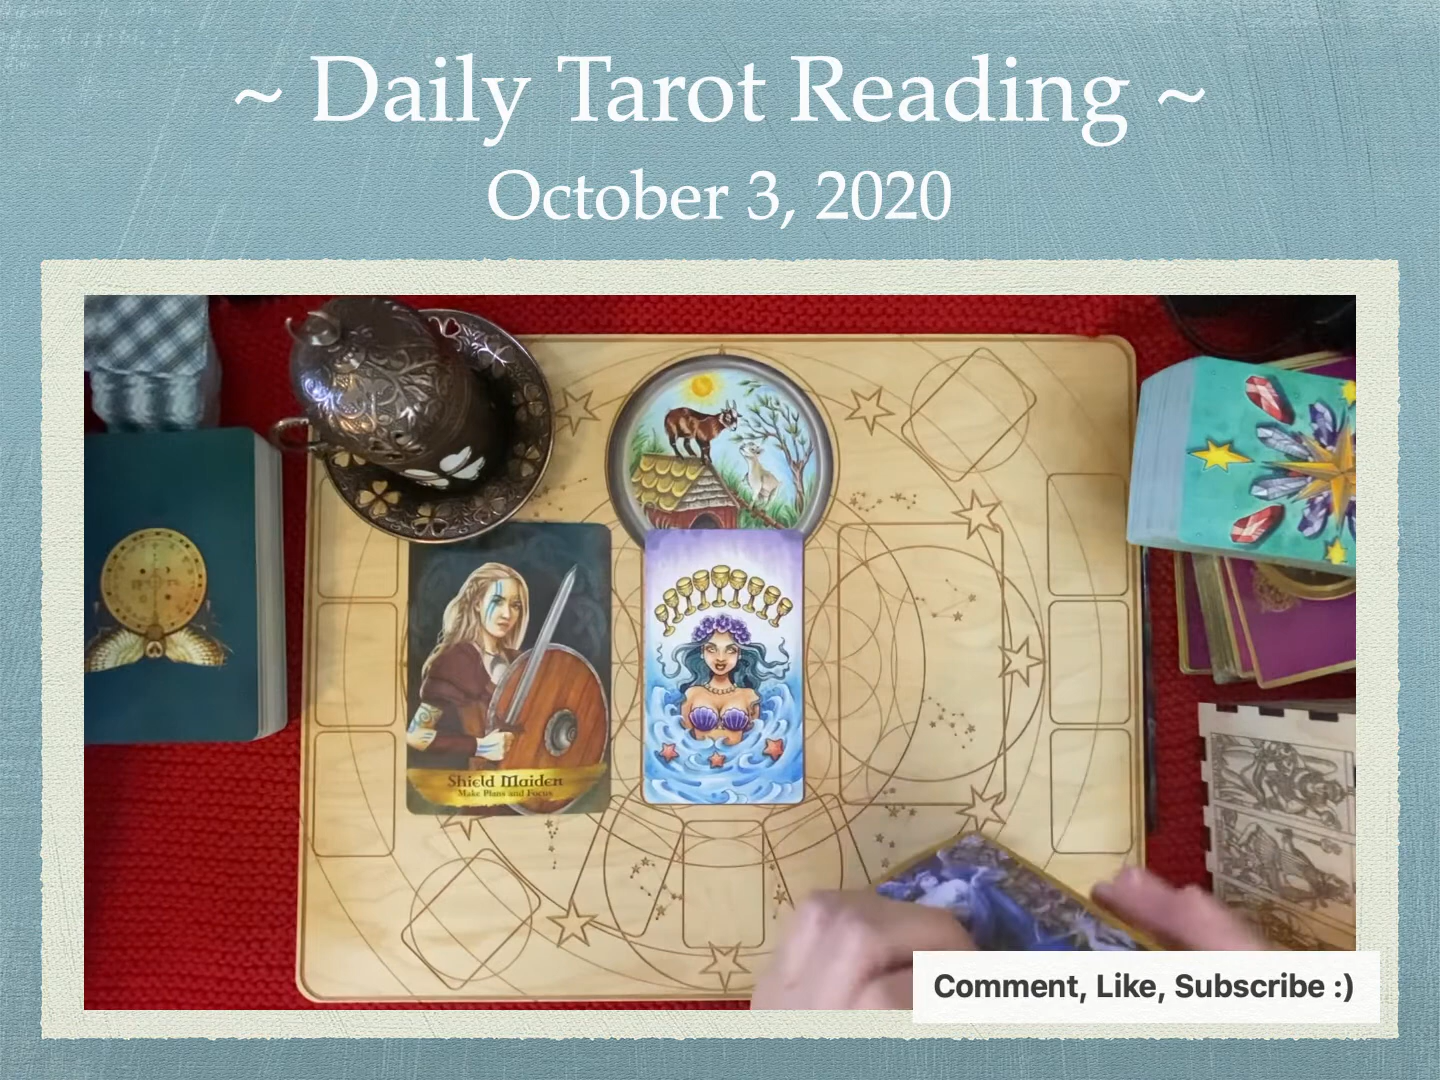 ~ Daily Tarot Reading ~
October 3, 2020
Shield Maiden
Make Plans and Focus
Comment, Like, Subscribe :)